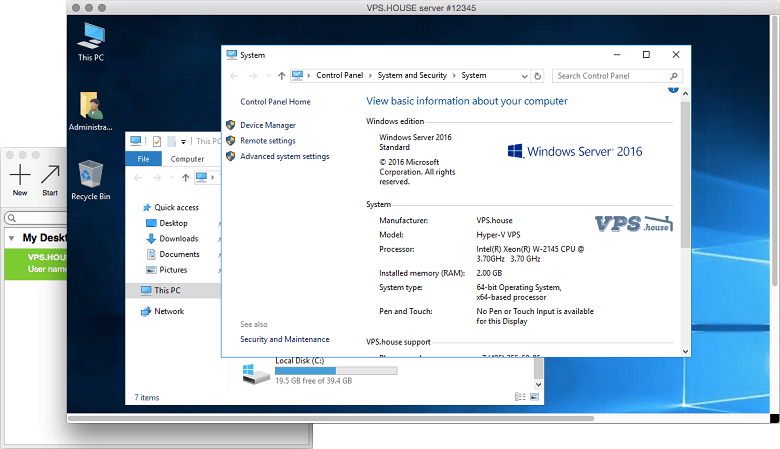 VPS.HOUSE server #12345
This PC
Administra...
Recycle Bin
New
Start
My Deskt
VPS.HOU
User name
This PC
File
Computer
Quick access
Desktop
Downloads
Documents
Pictures
This PC
Network
Local Disk (C:)
19.5 GB free of 39.4 GB
7 items
System
Control Panel
System and Security
System
Search Control Panel
Control Panel Home
Device Manager
Remote settings
Advanced system settings
See also
Security and Maintenance
View basic information about your computer
Windows edition
Windows Server 2016
Standard
© 2016 Microsoft
Corporation. All rights
reserved.
Windows Server® 2016
System
Manufacturer: VPS.house
Model: Hyper-V VPS
Processor: Intel(R) Xeon(R) W-2145 CPU @
3.70GHz 3.70 GHz
Installed memory (RAM): 2.00 GB
System type: 64-bit Operating System,
x64-based processor
Pen and Touch: No Pen or Touch Input is available
for this Display
VPS.house
VPS.house support